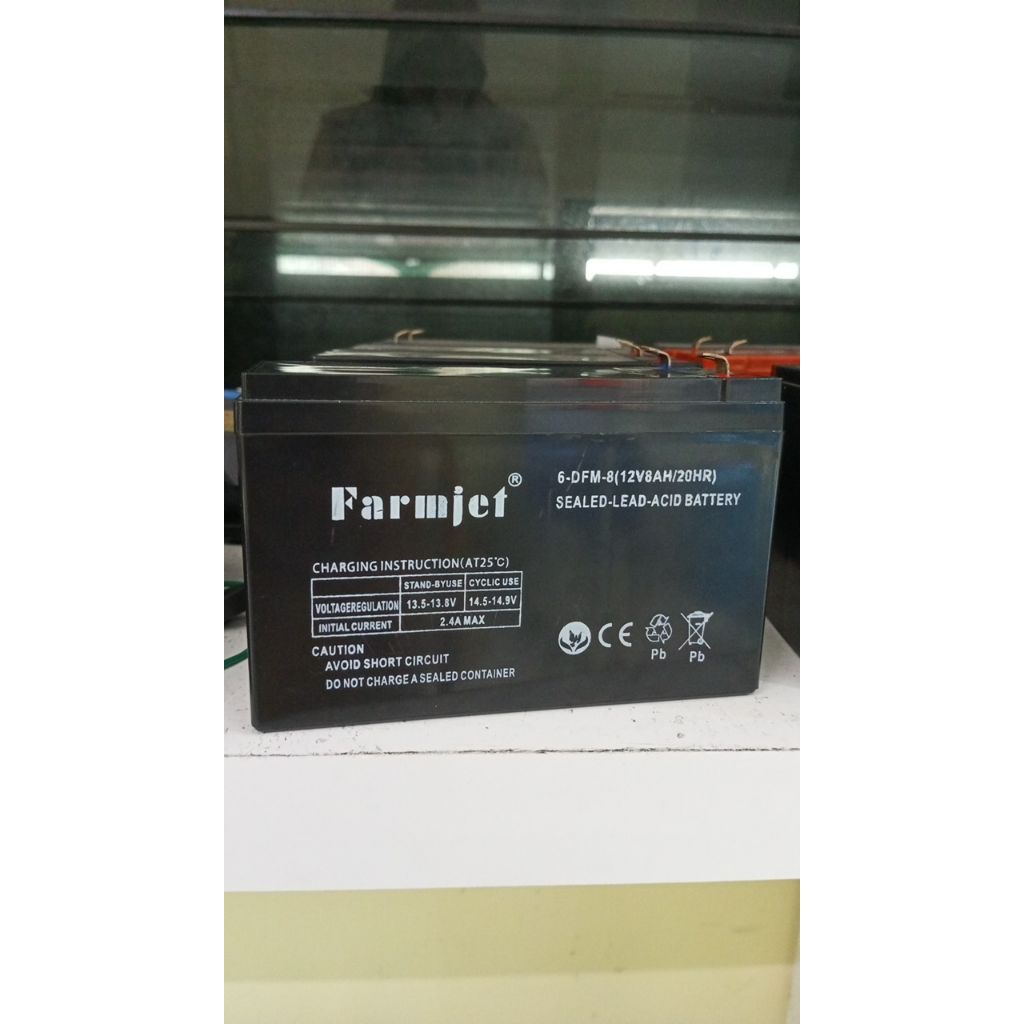 Farmjet®
6-DFM-8(12V8AH/20HR)
SEALED-LEAD-ACID BATTERY
CHARGING INSTRUCTION(AT25℃)
STAND-BYUSE CYCLIC USE
VOLTAGEREGULATION 13.5-13.8V 14.5-14.9V
INITIAL CURRENT 2.4A MAX
CAUTION
AVOID SHORT CIRCUIT
DO NOT CHARGE A SEALED CONTAINER
CE
Pb Pb